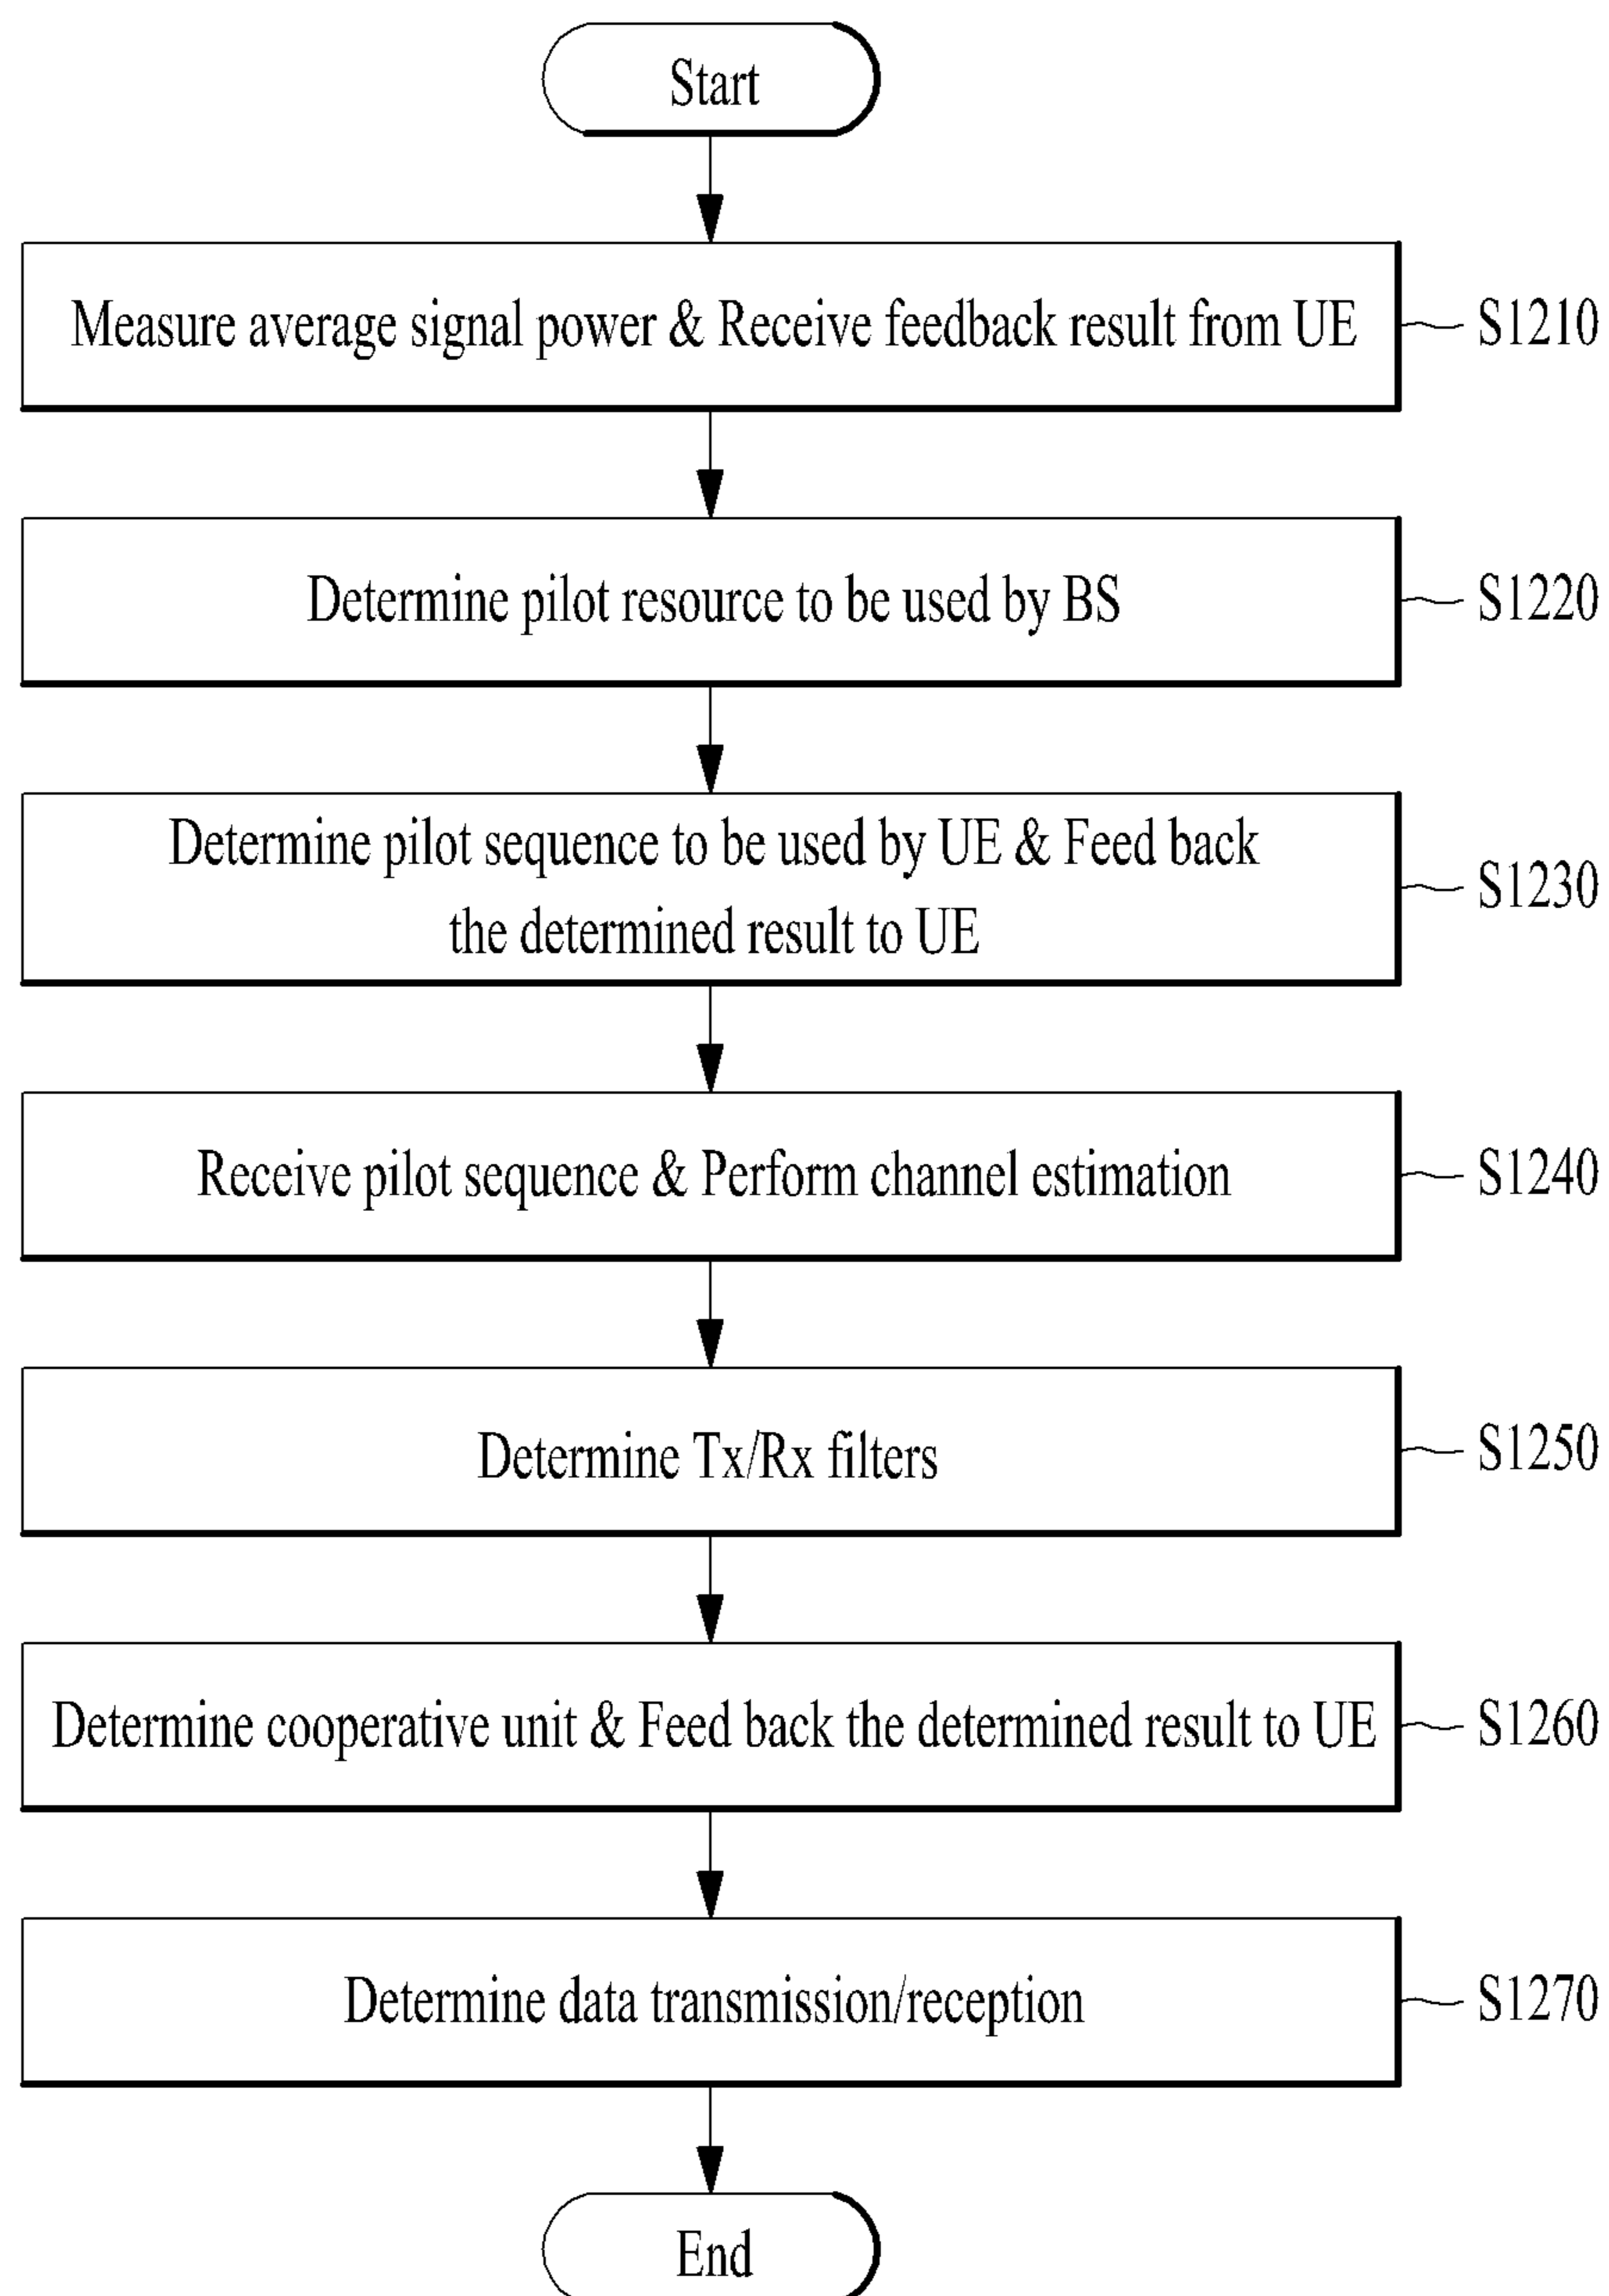 Start
Measure average signal power & Receive feedback result from UE
S1210
Determine pilot resource to be used by BS
S1220
Determine pilot sequence to be used by UE & Feed back
the determined result to UE
S1230
Receive pilot sequence & Perform channel estimation
S1240
Determine Tx/Rx filters
S1250
Determine cooperative unit & Feed back the determined result to UE
S1260
Determine data transmission/reception
S1270
End